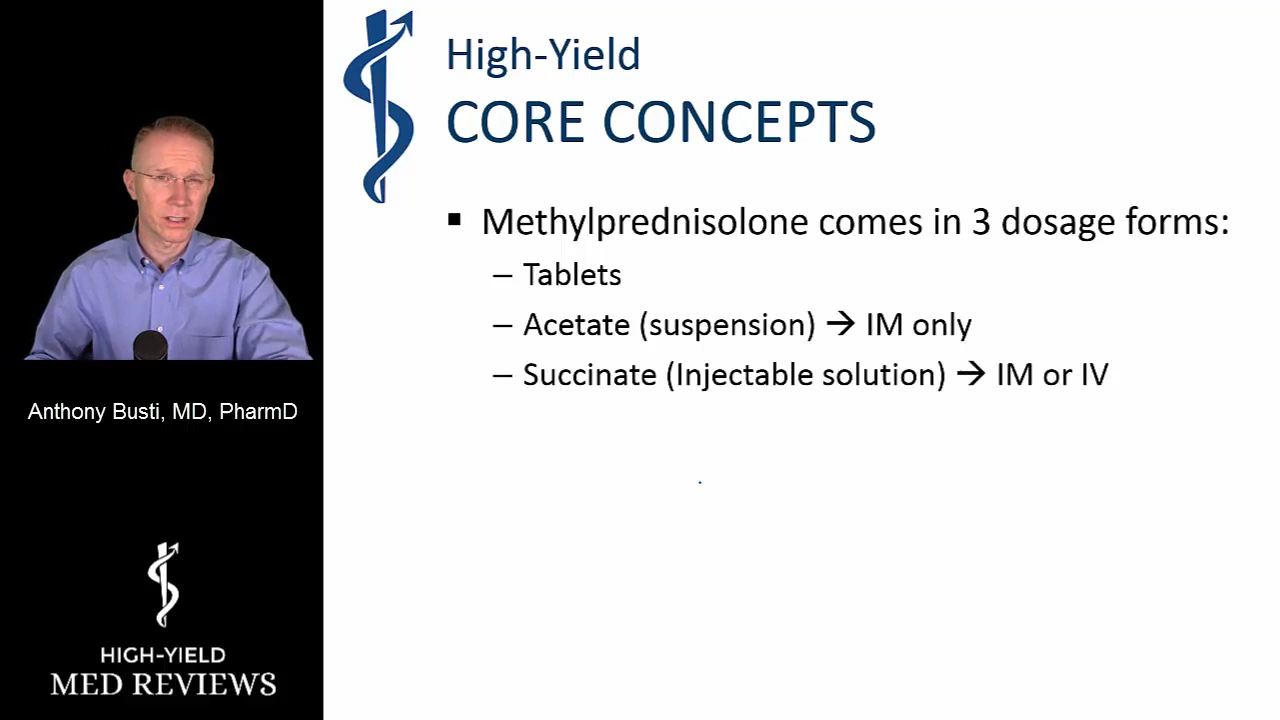 High-Yield
CORE CONCEPTS
▪ Methylprednisolone comes in 3 dosage forms:
– Tablets
– Acetate (suspension) → IM only
– Succinate (Injectable solution) → IM or IV
Anthony Busti, MD, PharmD
HIGH-YIELD
MED REVIEWS